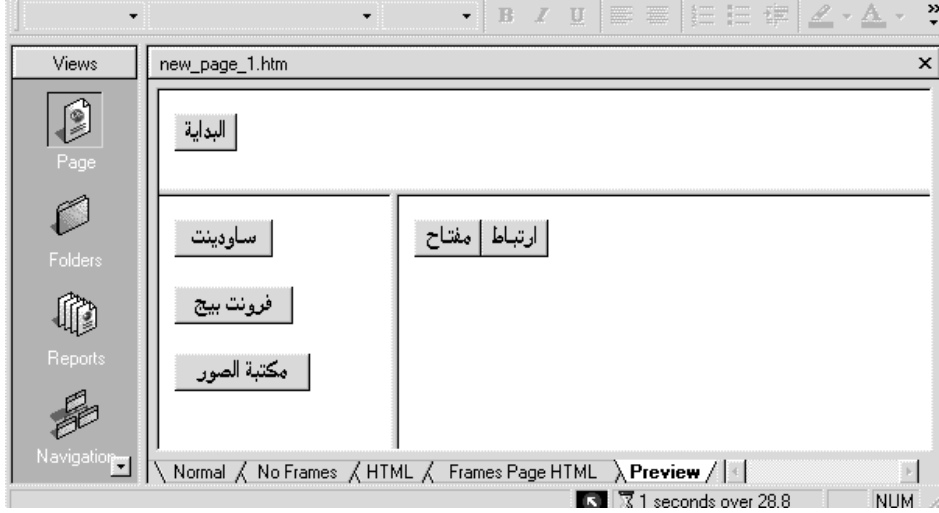 B I U
Views
new_page_1.htm
البداية
Page
ساودينت
ارتباط مفتاح
Folders
فرونت بيج
Reports
مكتبة الصور
Navigation
Normal No Frames HTML Frames Page HTML Preview
1 seconds over 28.8 NUM